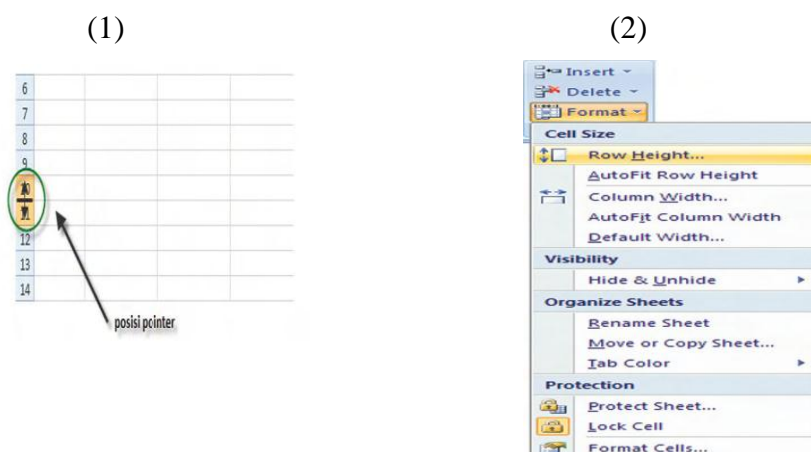 (1)
6
7
8
9
10
11
12
13
14
posisi pointer
(2)
Insert
Delete
Format
Cell Size
Row Height...
AutoFit Row Height
Column Width...
AutoFit Column Width
Default Width...
Visibility
Hide & Unhide
Organize Sheets
Rename Sheet
Move or Copy Sheet...
Tab Color
Protection
Protect Sheet...
Lock Cell
Format Cells...